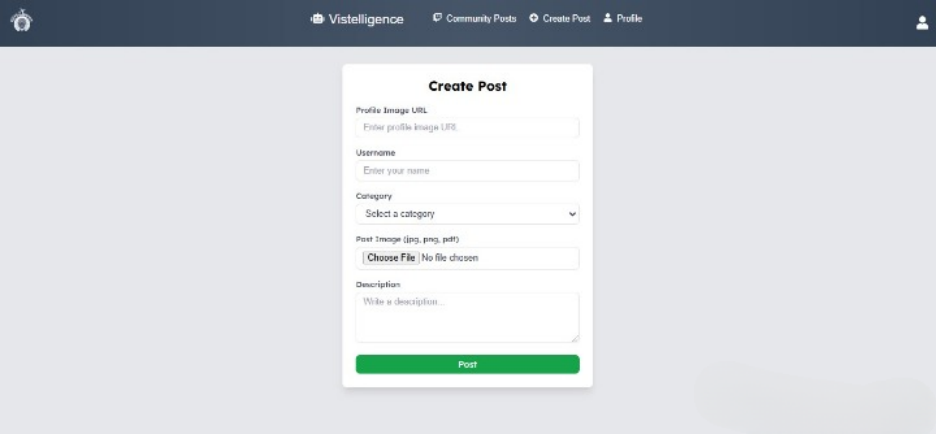 Vistelligence Community Posts Create Post Profile
Create Post
Profile Image URL
Enter profile image URL
Username
Enter your name
Category
Select a category
Post Image (jpg, png, pdf)
Choose File No file chosen
Description
Write a description...
Post